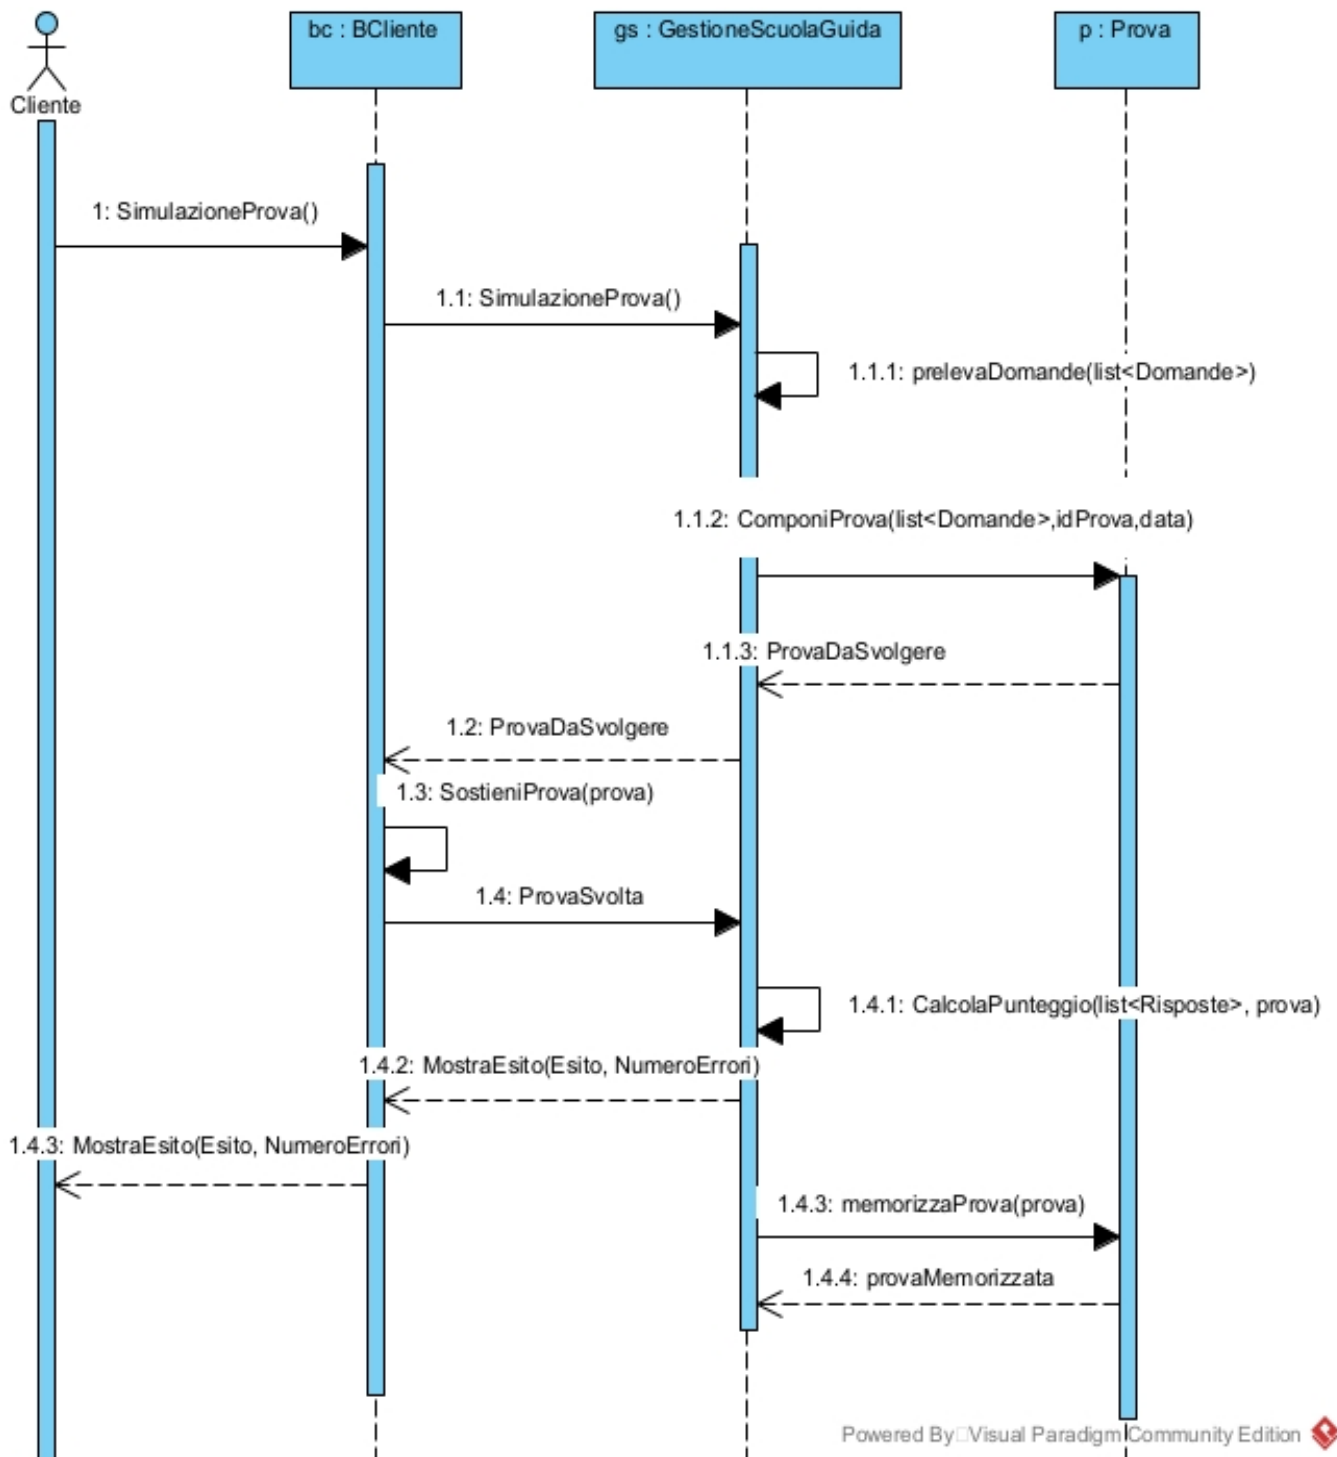 bc : BCliente
gs : GestioneScuolaGuida
p : Prova
Cliente
1: SimulazioneProva()
1.1: SimulazioneProva()
1.1.1: prelevaDomande(list<Domande>)
1.1.2: ComponiProva(list<Domande>,idProva,data)
1.1.3: ProvaDaSvolgere
1.2: ProvaDaSvolgere
1.3: SostieniProva(prova)
1.4: ProvaSvolta
1.4.1: CalcolaPunteggio(list<Risposte>, prova)
1.4.2: MostraEsito(Esito, NumeroErrori)
1.4.3: MostraEsito(Esito, NumeroErrori)
1.4.3: memorizzaProva(prova)
1.4.4: provaMemorizzata
Powered By Visual Paradigm Community Edition